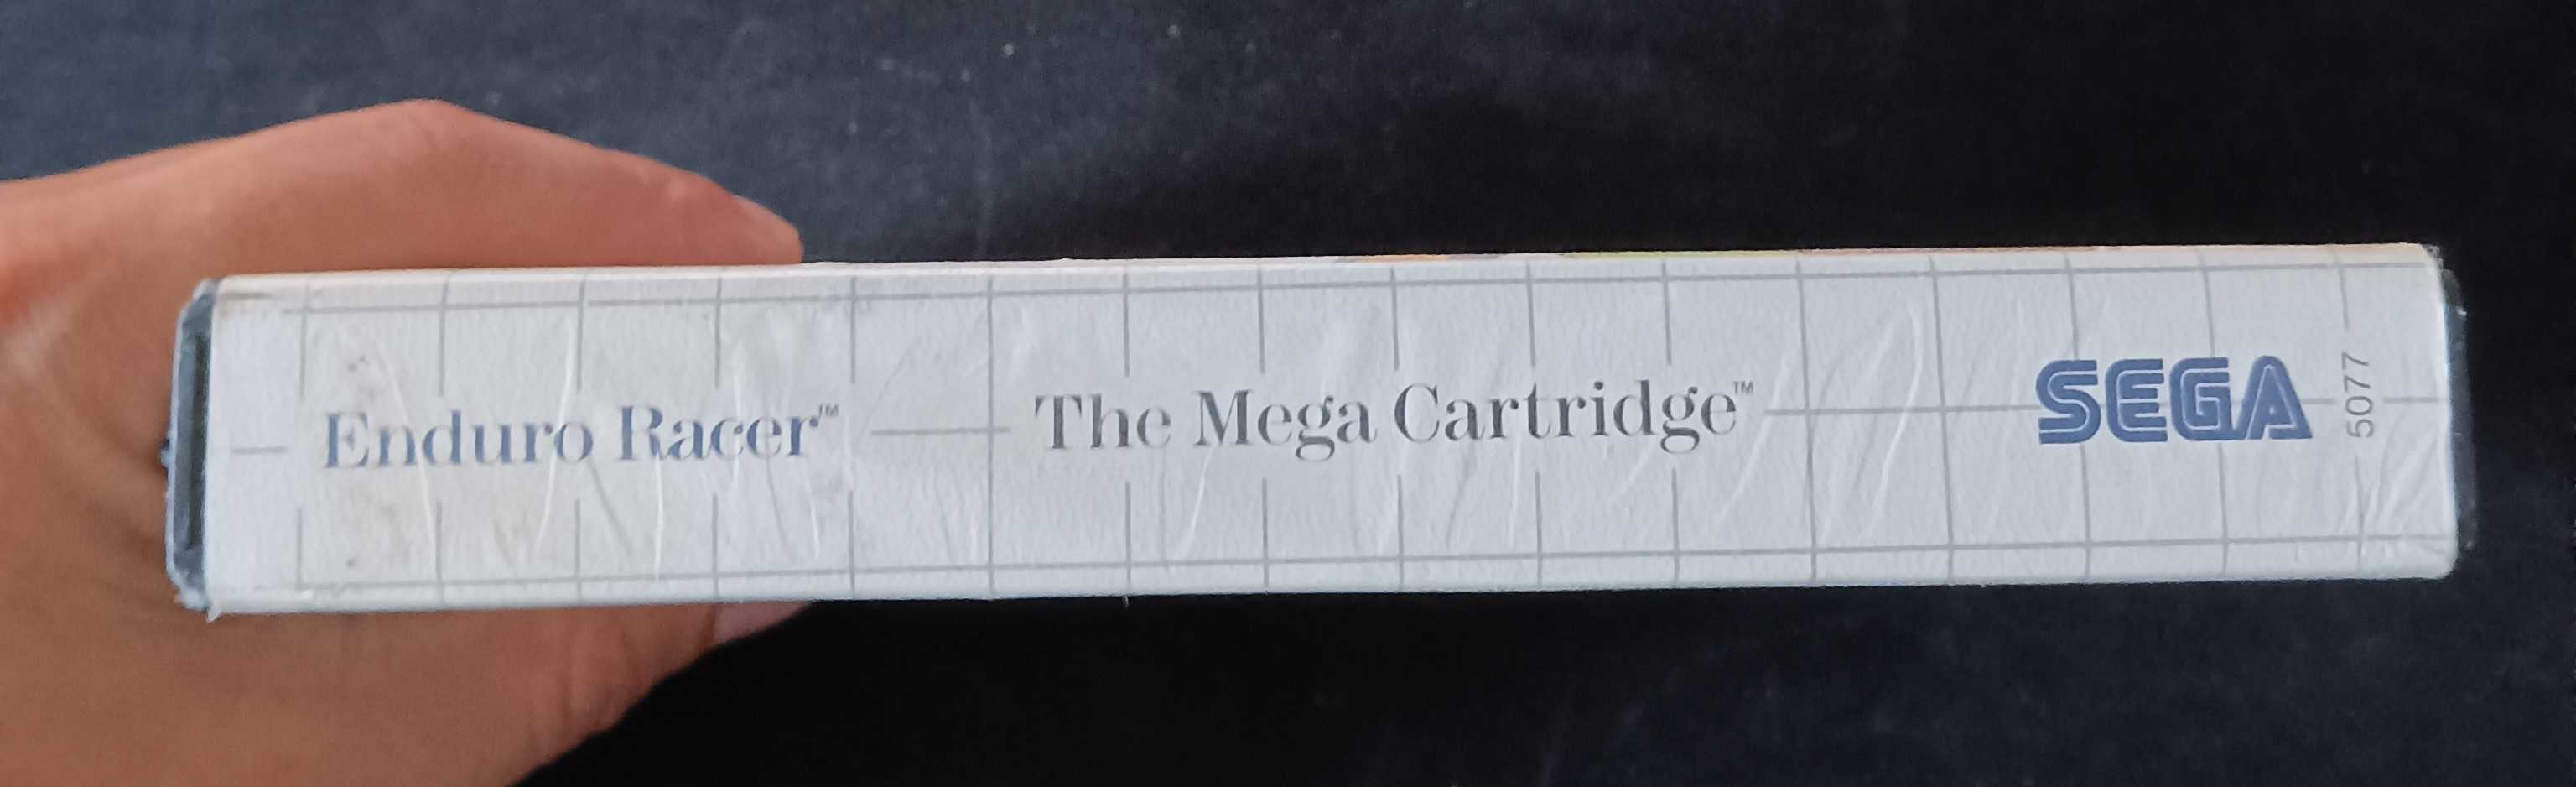 Enduro Racer™
The Mega Cartridge™
SEGA
5077